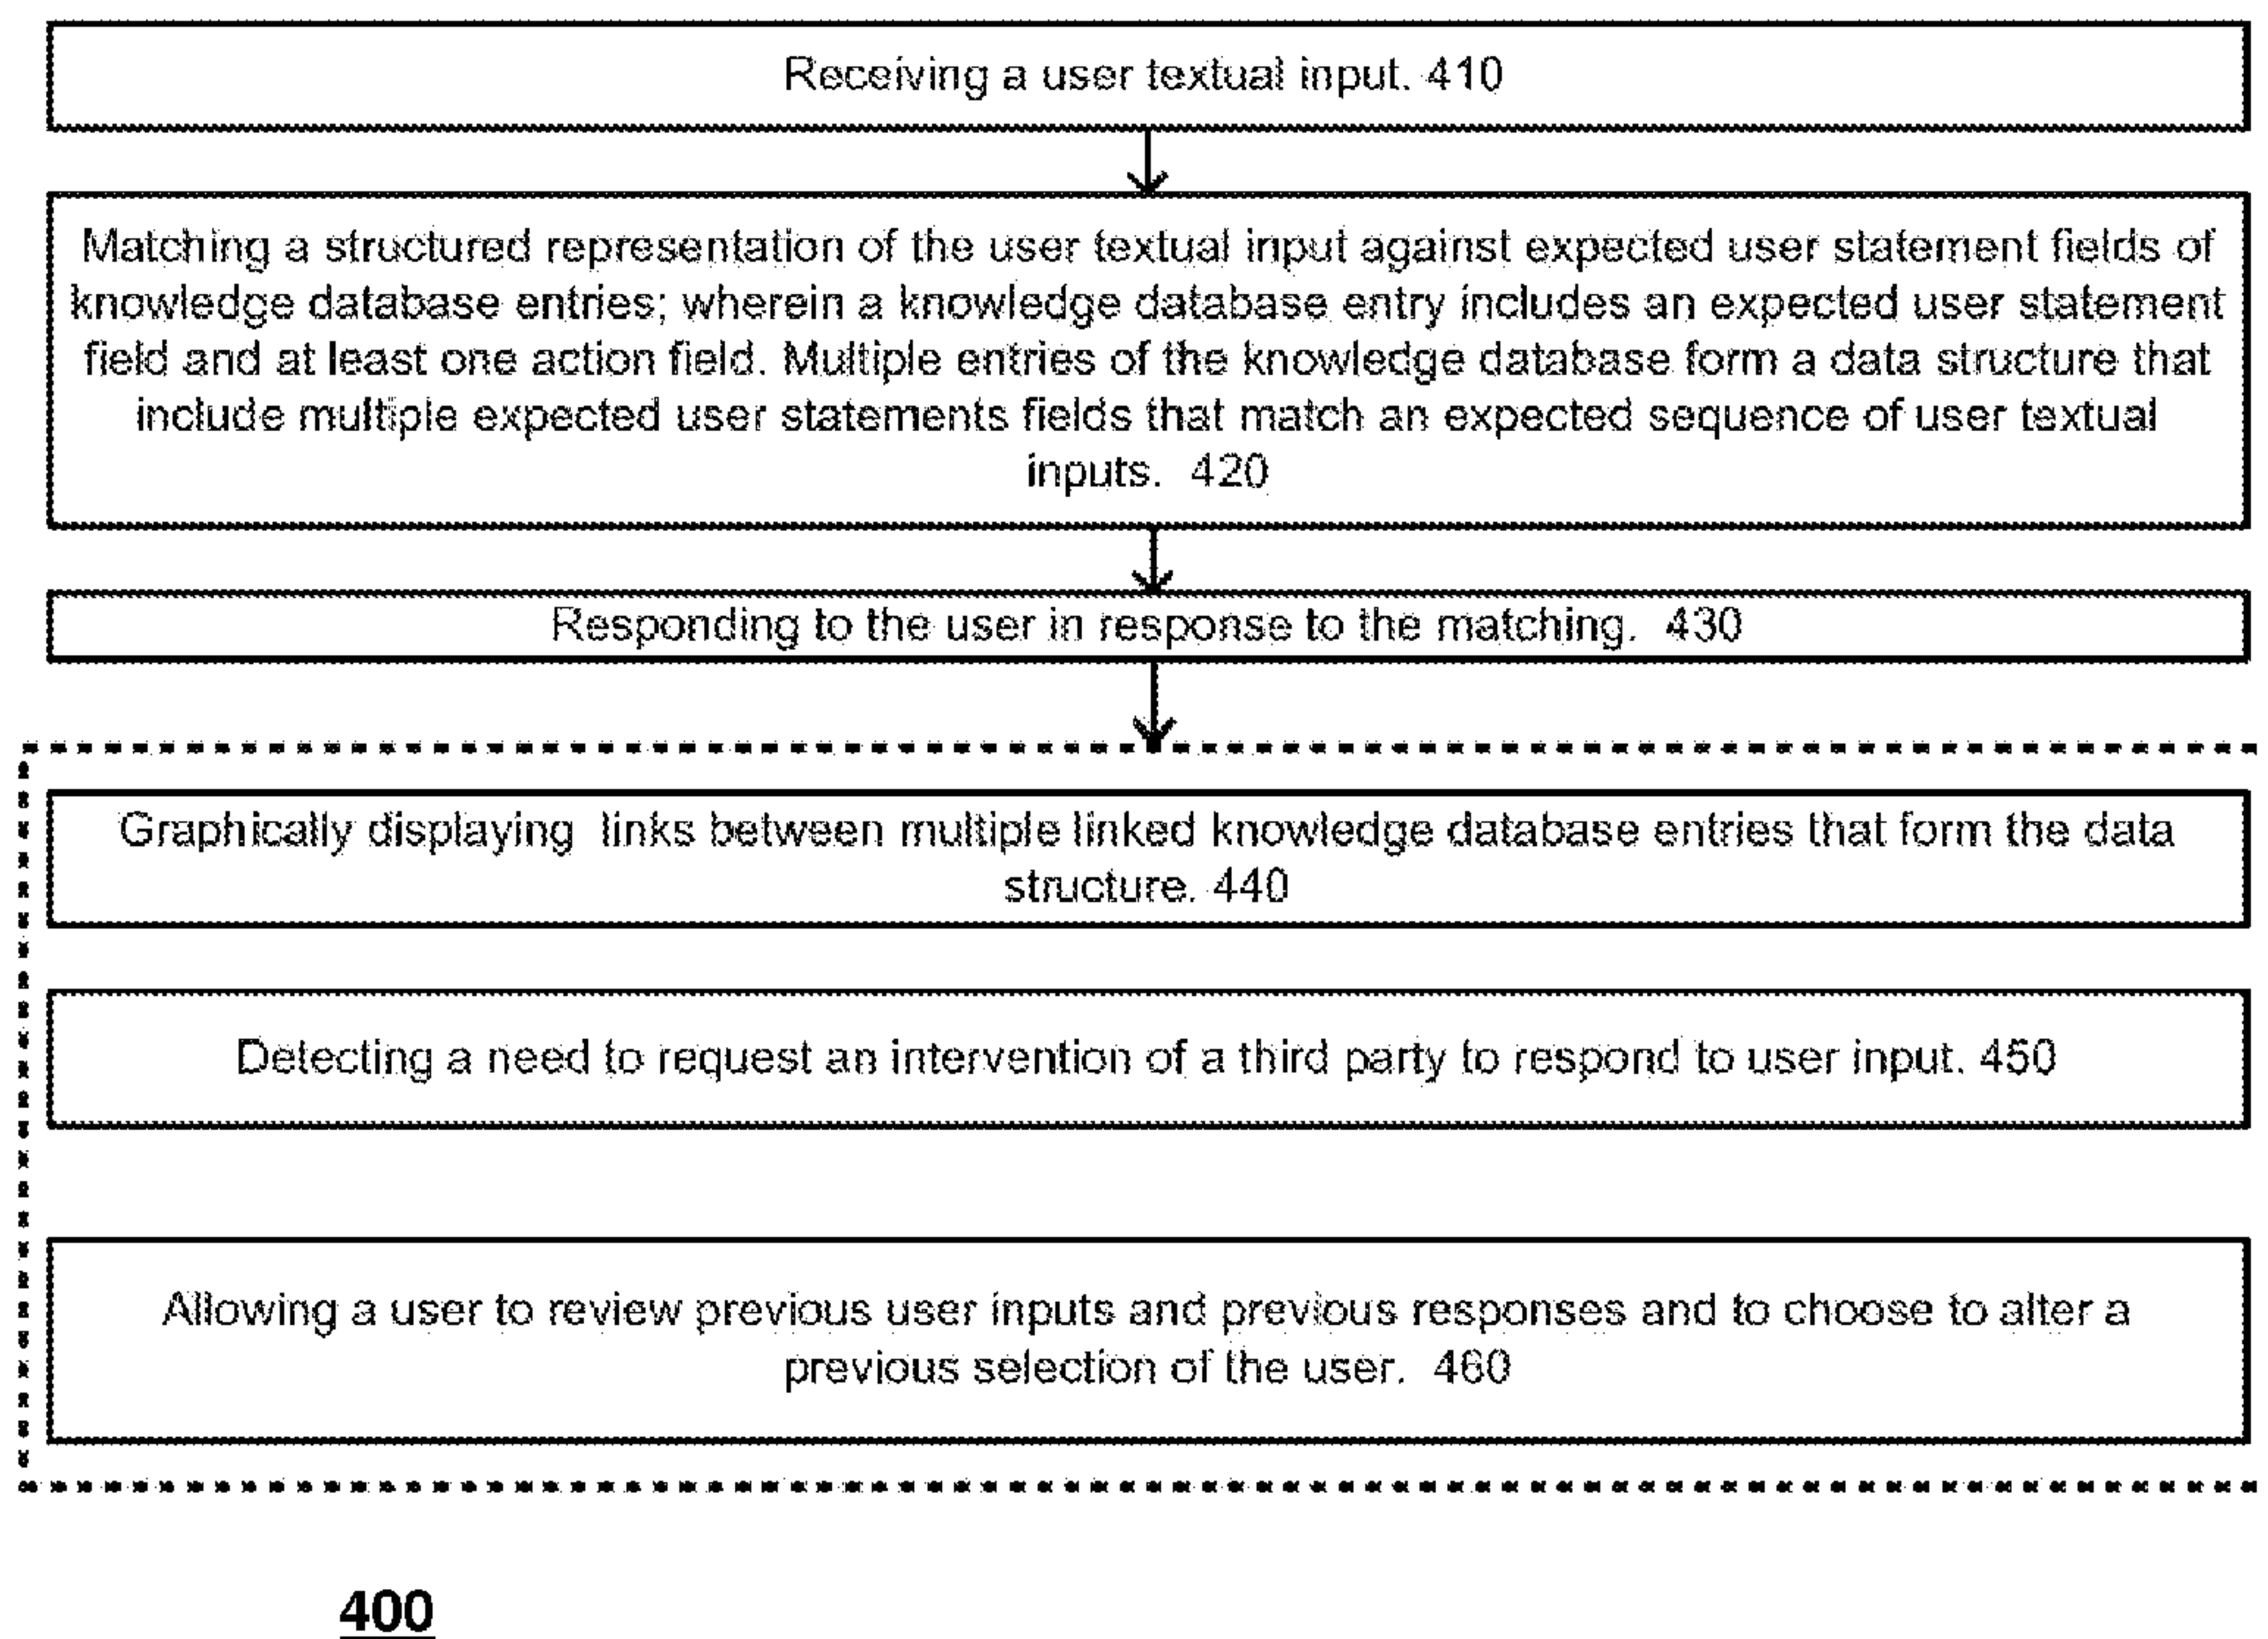 Receiving a user textual input. 410
Matching a structured representation of the user textual input against expected user statement fields of
knowledge database entries; wherein a knowledge database entry includes an expected user statement
field and at least one action field. Multiple entries of the knowledge database form a data structure that
include multiple expected user statements fields that match an expected sequence of user textual
inputs. 420
Responding to the user in response to the matching. 430
Graphically displaying links between multiple linked knowledge database entries that form the data
structure. 440
Detecting a need to request an intervention of a third party to respond to user input. 450
Allowing a user to review previous user inputs and previous responses and to choose to alter a
previous selection of the user. 460
400